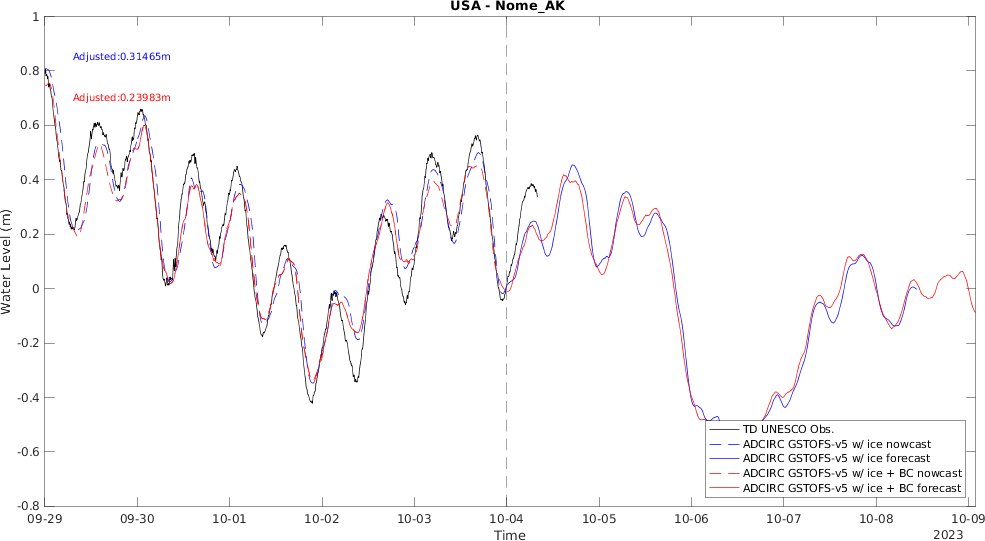 USA - Nome_AK
1
0.8
0.6
0.4
0.2
0
-0.2
-0.4
-0.6
-0.8
Water Level (m)
Adjusted:0.31465m
Adjusted:0.23983m
TD UNESCO Obs.
ADCIRC GSTOFS-v5 w/ ice nowcast
ADCIRC GSTOFS-v5 w/ ice forecast
ADCIRC GSTOFS-v5 w/ ice + BC nowcast
ADCIRC GSTOFS-v5 w/ ice + BC forecast
09-29 09-30 10-01 10-02 10-03 10-04 10-05 10-06 10-07 10-08 10-09
Time
2023